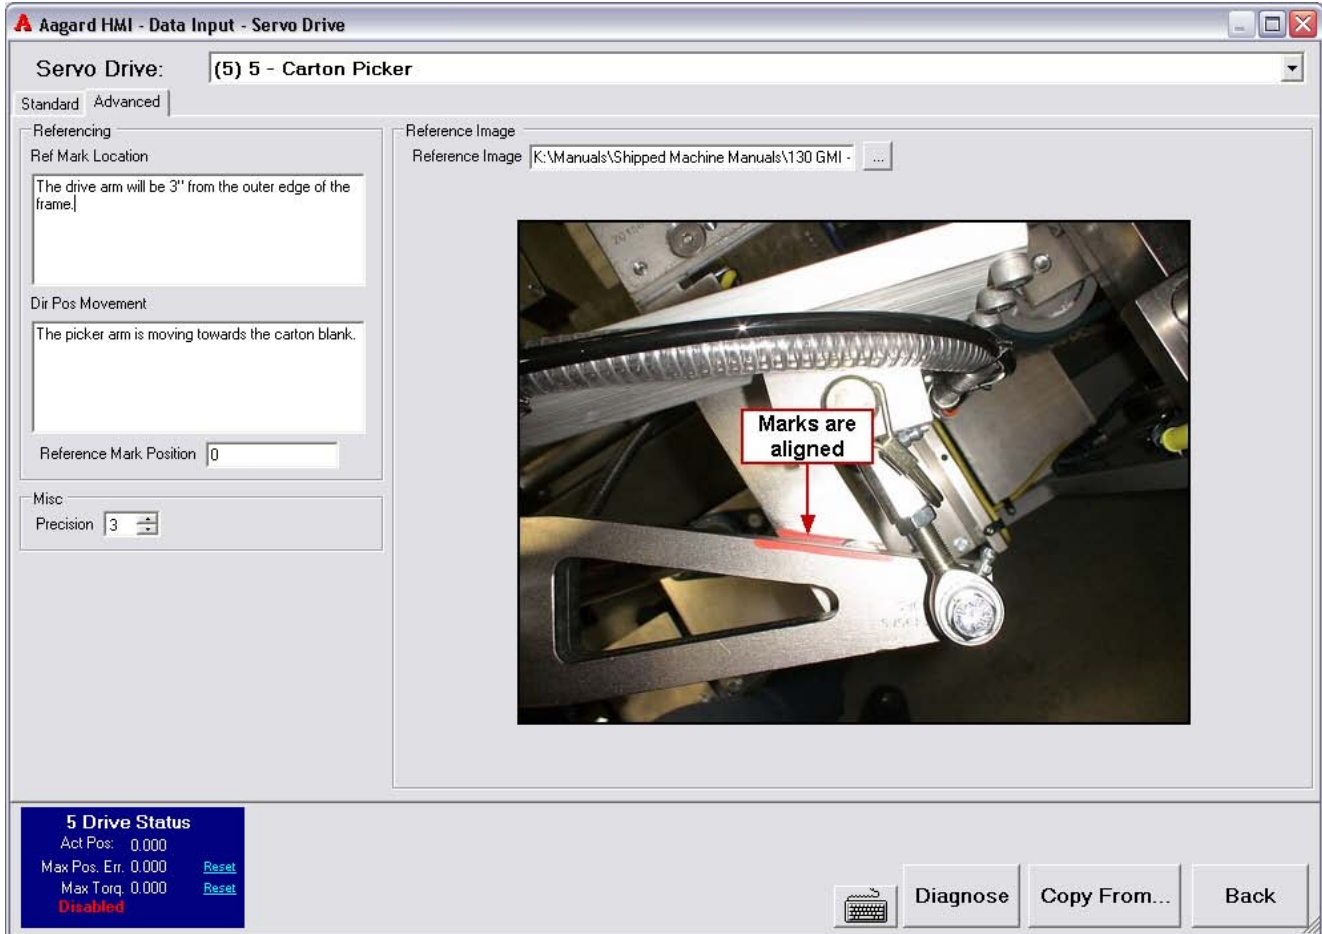 Aagard HMI - Data Input - Servo Drive
Servo Drive:
(5) 5 - Carton Picker
Standard
Advanced
Referencing
Ref Mark Location
The drive arm will be 3" from the outer edge of the
frame.
Dir Pos Movement
The picker arm is moving towards the carton blank.
Reference Mark Position
0
Misc
Precision
3
Reference Image
Reference Image
K:\Manuals\Shipped Machine Manuals\130 GMI -
...
Marks are
aligned
5 Drive Status
Act Pos: 0.000
Max Pos. Err. 0.000 Reset
Max Torq. 0.000 Reset
Disabled
Diagnose
Copy From...
Back